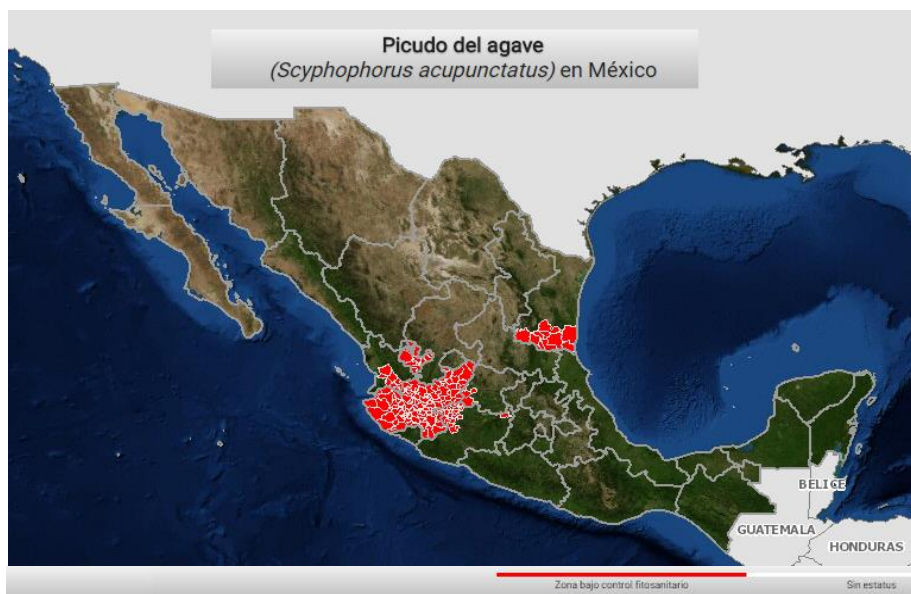 Picudo del agave
(Scyphophorus acupunctatus) en México
BELICE
GUATEMALA
HONDURAS
Zona bajo control fitosanitario
Sin estatus